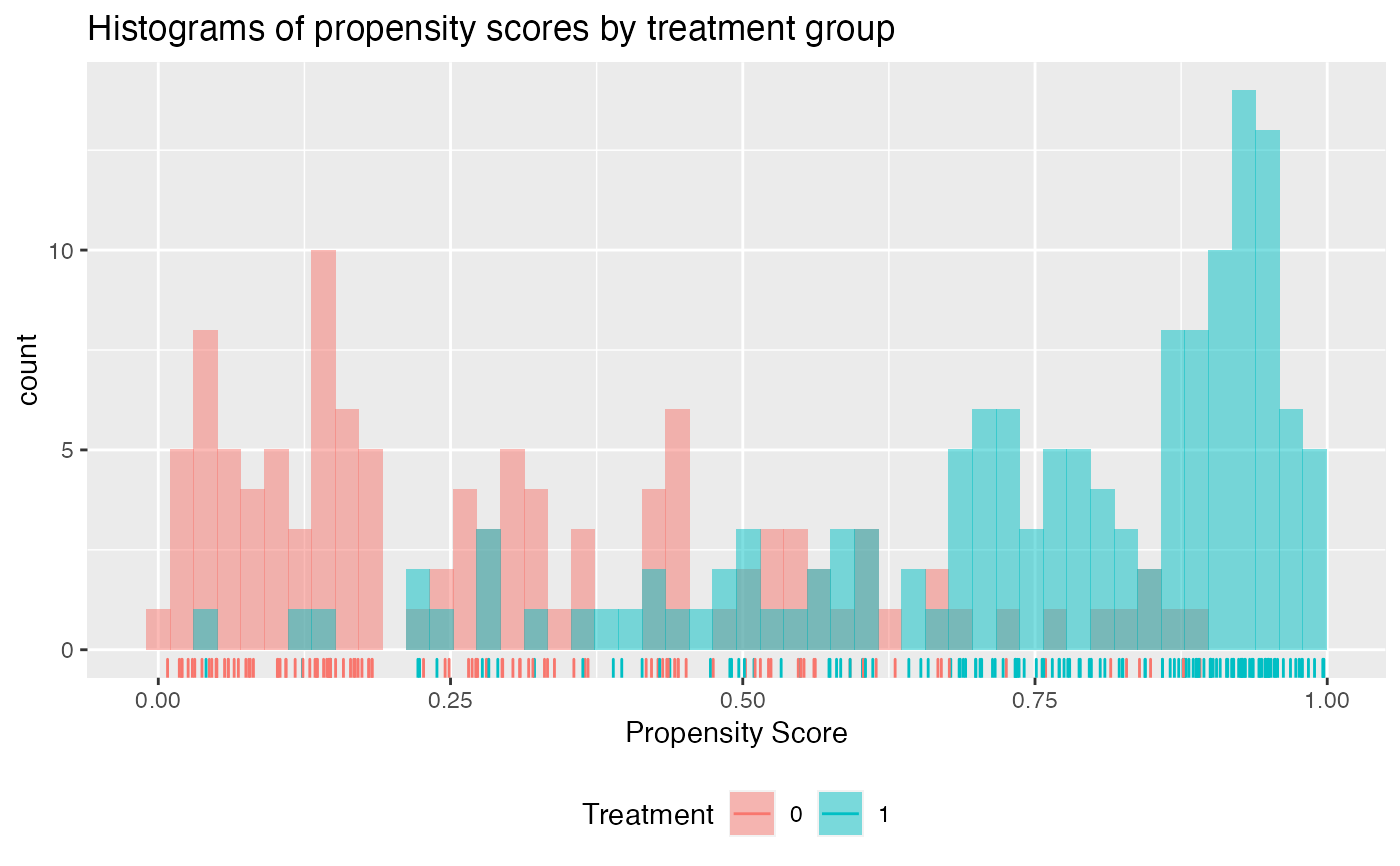 Histograms of propensity scores by treatment group
count
10
5
0
0.00 0.25 0.50 0.75 1.00
Propensity Score
Treatment 0 1